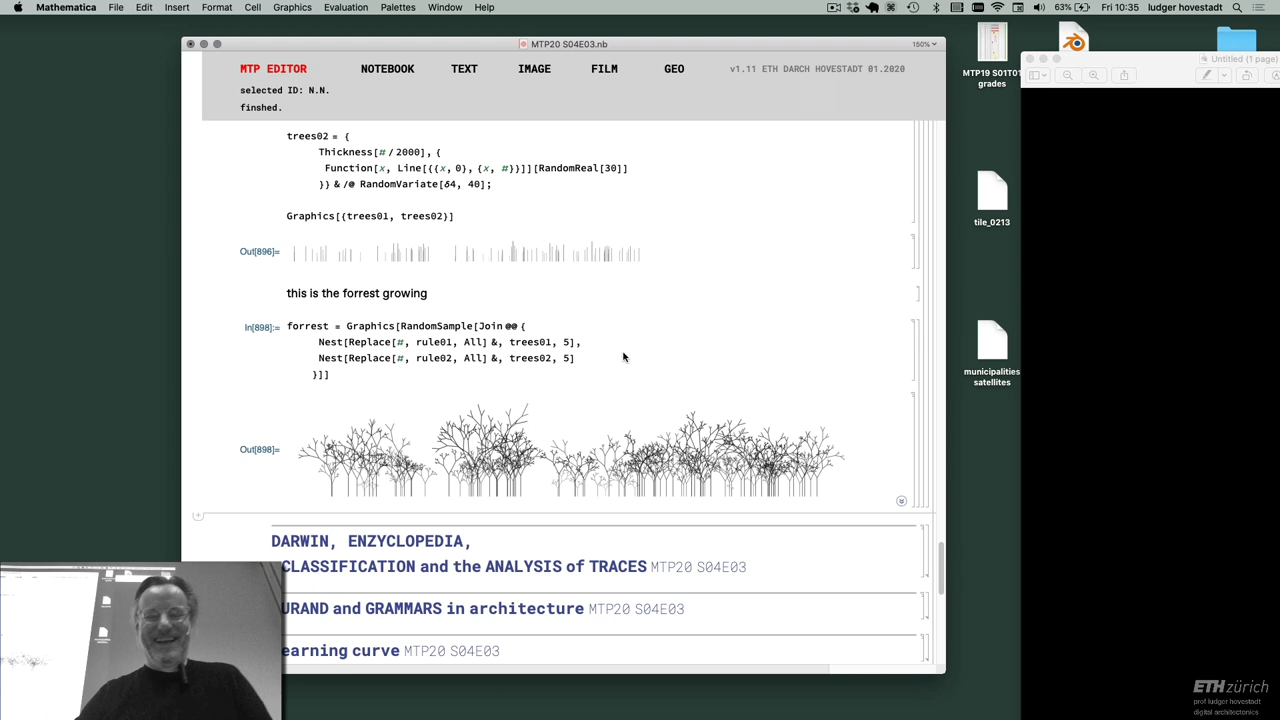 Mathematica File Edit Insert Format Cell Graphics Evaluation Palettes Window Help 63% Fri 10:35 ludger hovestadt
MTP20 S04E03.nb 150%
MTP EDITOR NOTEBOOK TEXT IMAGE FILM GEO v1.11 ETH DARCH HOVESTADT 01.2020
selected ID: N.N.
finshed.
trees02 = {
Thickness[# / 2000], {
Function[x, Line[{{x, 0}, {x, #}}]][RandomReal[30]]
}} & /@ RandomVariate[δ4, 40];
Graphics[{trees01, trees02}]
Out[896]=
this is the forrest growing
In[898]:= forrest = Graphics[RandomSample[Join @@ {
Nest[Replace[#, rule01, All] &, trees01, 5],
Nest[Replace[#, rule02, All] &, trees02, 5]
}]]
Out[898]=
DARWIN, ENZYCLOPEDIA,
CLASSIFICATION and the ANALYSIS of TRACES MTP20 S04E03
URAND and GRAMMARS in architecture MTP20 S04E03
earning curve MTP20 S04E03
MTP19 S01T01
grades
tile_0213
municipalities
satellites
Untitled (1 page)
ETH zürich
prof ludger hovestadt
digital architectonics